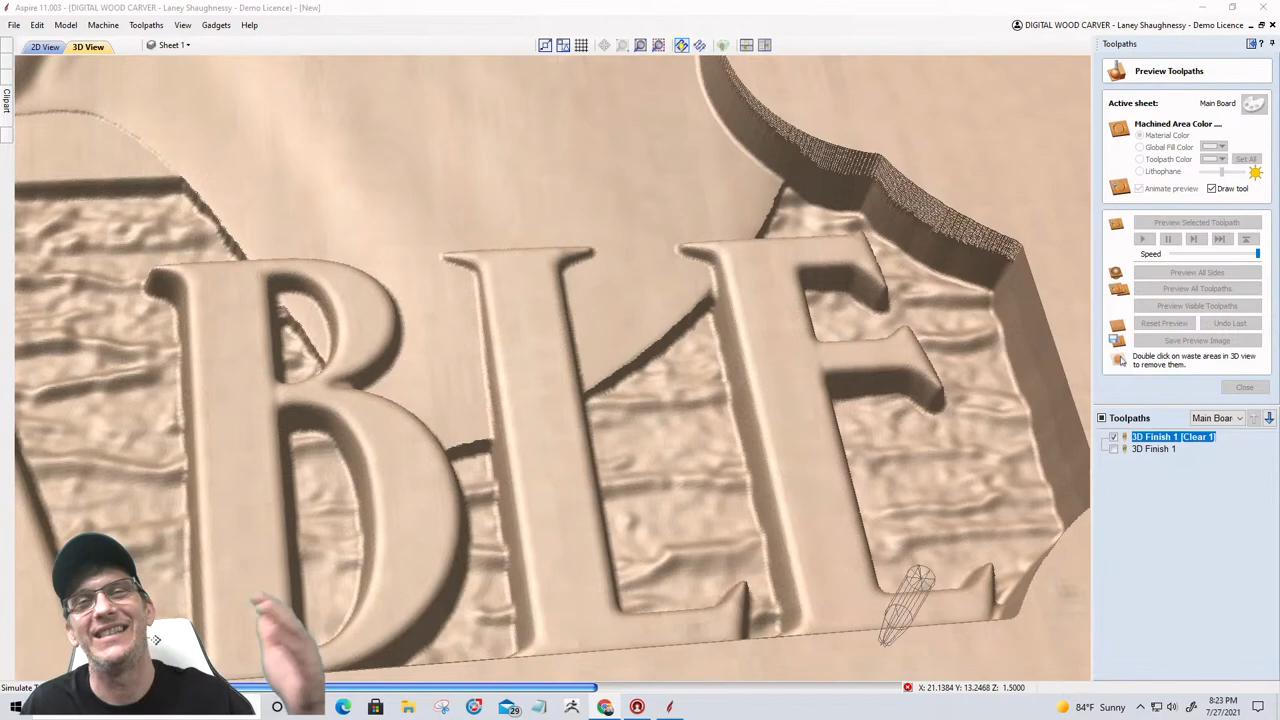 Aspire 11.003 - (DIGITAL WOOD CARVER - Laney Shaughnessy - Demo Licence) - [New]
File Edit Model Machine Toolpaths View Gadgets Help
DIGITAL WOOD CARVER - Laney Shaughnessy - Demo Licence
2D View 3D View Sheet 1
Clipart
BLE
Toolpaths
Preview Toolpaths
Active sheet: Main Board
Machined Area Color ....
Material Color
Global Fill Color
Toolpath Color Set All
Lithophane
Animate preview Draw tool
Preview Selected Toolpath
Speed
Preview All Sides
Preview All Toolpaths
Preview Visible Toolpaths
Reset Preview Undo Last
Save Preview Image
Double click on waste areas in 3D view
to remove them.
Close
Toolpaths Main Boar
3D Finish 1 [Clear 1]
3D Finish 1
X: 21.1384 Y: 13.2468 Z: 1.5000
29
84°F Sunny
8:23 PM
7/27/2021